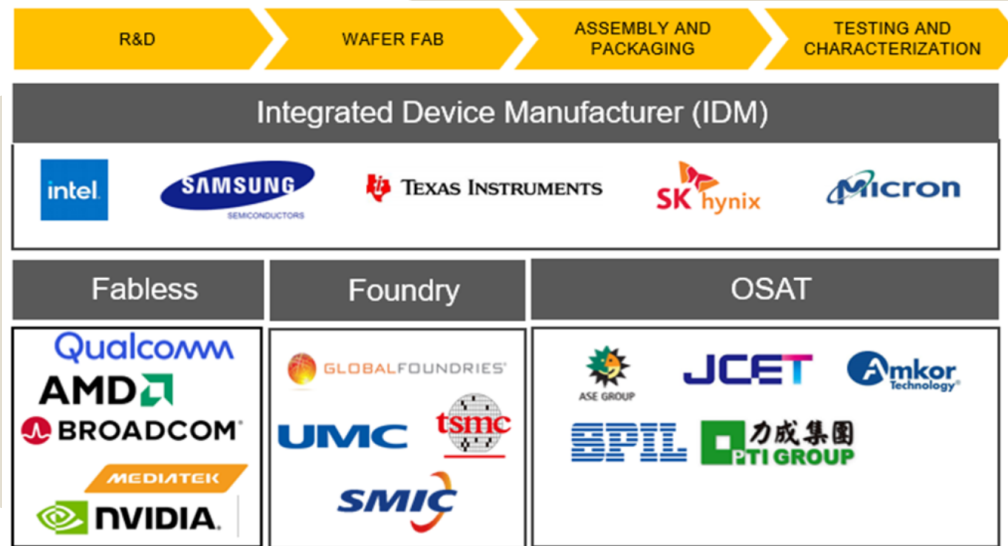 R&D
WAFER FAB
ASSEMBLY AND
PACKAGING
TESTING AND
CHARACTERIZATION
Integrated Device Manufacturer (IDM)
intel.
SAMSUNG
SEMICONDUCTORS
TEXAS INSTRUMENTS
SK hynix
Micron
Fabless
Foundry
OSAT
Qualcomm
AMD
BROADCOM
MEDIATEK
NVIDIA.
GLOBALFOUNDRIES
UMC
tsmc
SMIC
ASE GROUP
JCET
Amkor
Technology
SPIL
力成集團
PTI GROUP